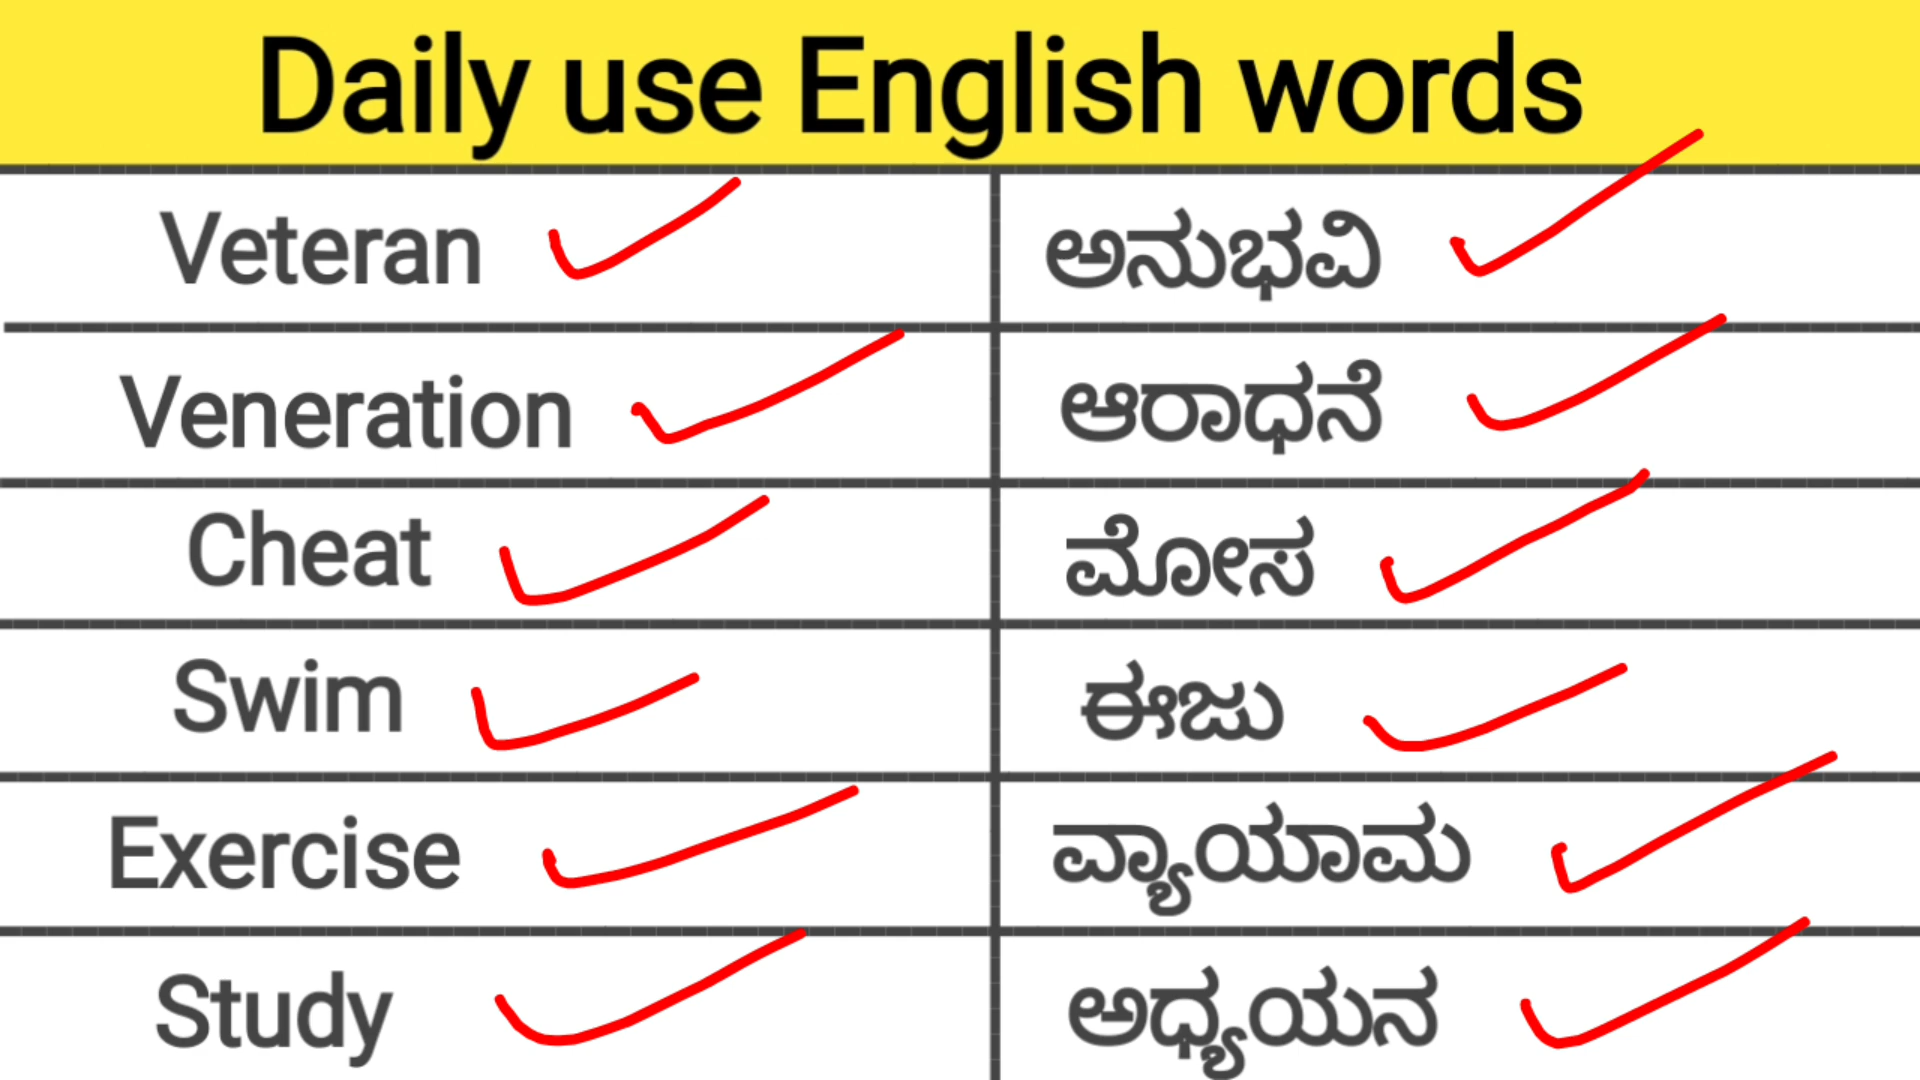 Daily use English words
Veteran ಅನುಭವಿ
Veneration ಆರಾಧನೆ
Cheat ಮೋಸ
Swim ಈಜು
Exercise ವ್ಯಾಯಾಮ
Study ಅಧ್ಯಯನ